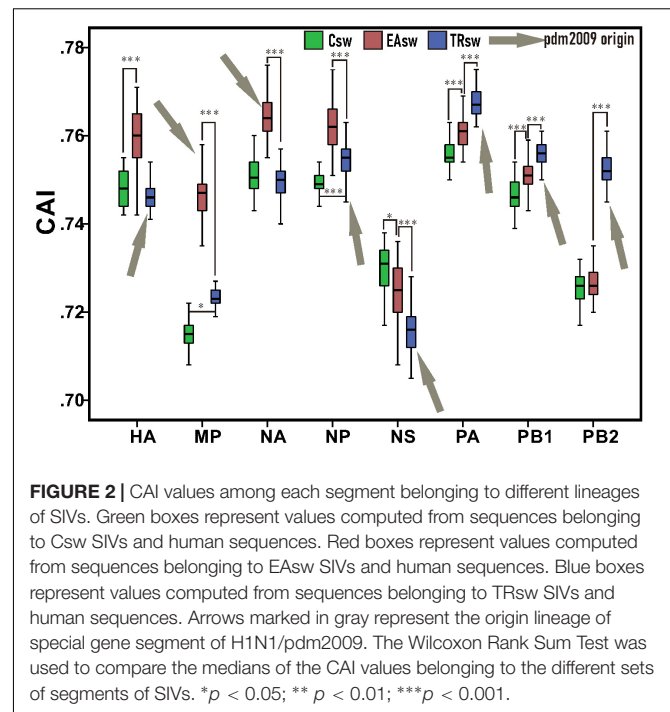 .78
Csw EAsw TRsw pdm2009 origin
*** *** *** *** ***
*** *** *** ***
.76
*** ***
CAI
.74
* ***
*
.72
.70
HA MP NA NP NS PA PB1 PB2
FIGURE 2 | CAI values among each segment belonging to different lineages
of SIVs. Green boxes represent values computed from sequences belonging
to Csw SIVs and human sequences. Red boxes represent values computed
from sequences belonging to EAsw SIVs and human sequences. Blue boxes
represent values computed from sequences belonging to TRsw SIVs and
human sequences. Arrows marked in gray represent the origin lineage of
special gene segment of H1N1/pdm2009. The Wilcoxon Rank Sum Test was
used to compare the medians of the CAI values belonging to the different sets
of segments of SIVs. *p < 0.05; ** p < 0.01; ***p < 0.001.